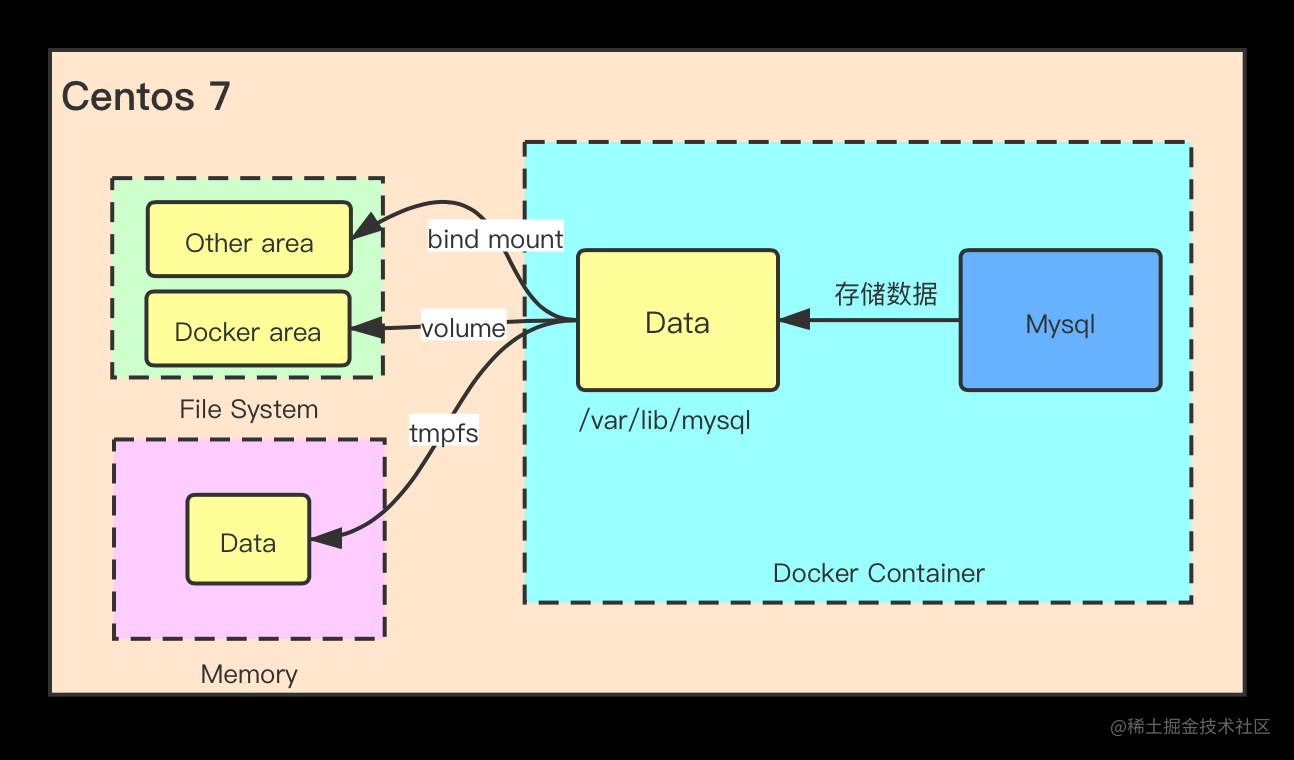 Centos 7
Other area
Docker area
File System
bind mount
volume
tmpfs
Data
/var/lib/mysql
存储数据
Mysql
Docker Container
Data
Memory
@稀土掘金技术社区